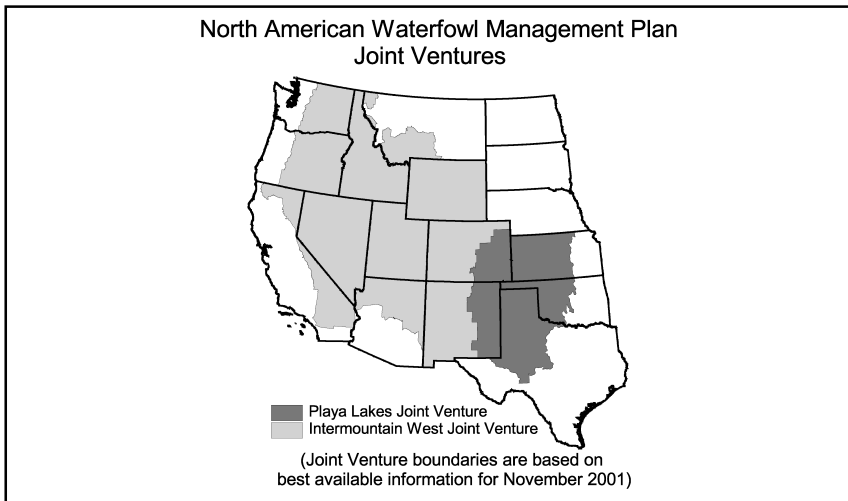 North American Waterfowl Management Plan
Joint Ventures
Playa Lakes Joint Venture
Intermountain West Joint Venture
(Joint Venture boundaries are based on
best available information for November 2001)